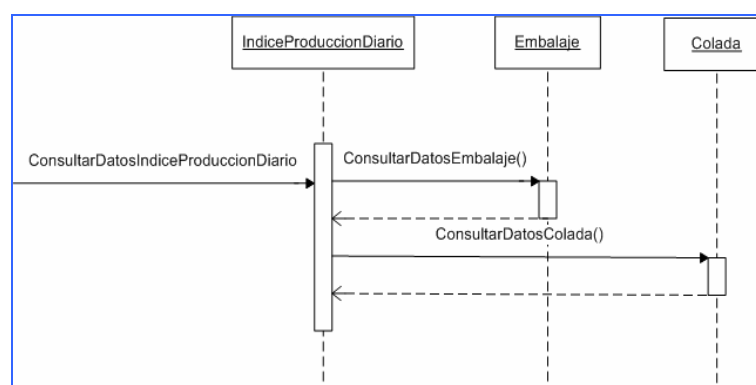 IndiceProduccionDiario
Embalaje
Colada
ConsultarDatosIndiceProduccionDiario
ConsultarDatosEmbalaje()
ConsultarDatosColada()